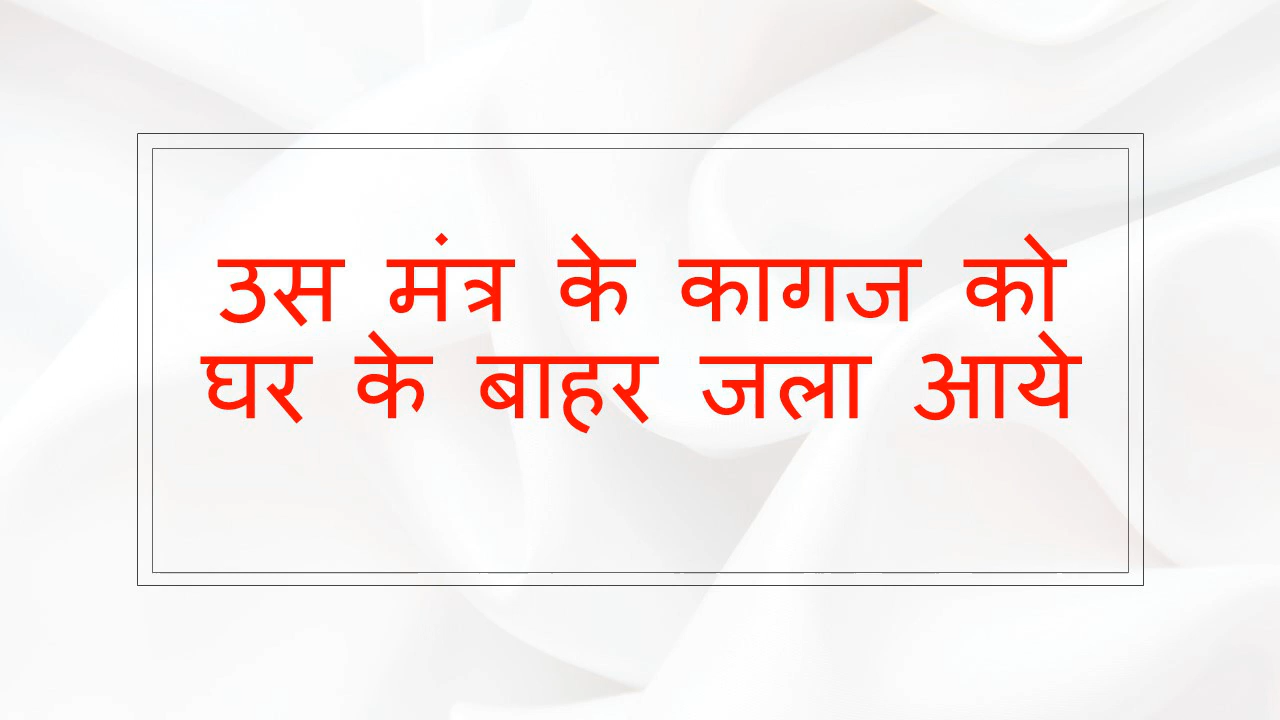 उस मंत्र के कागज को
घर के बाहर जला आये